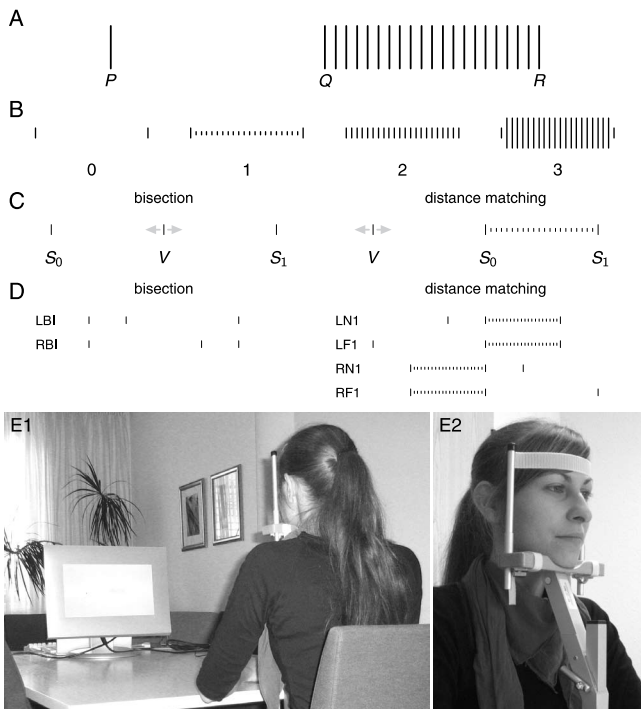 A
P Q R
B
0 1 2 3
C bisection distance matching
S0 V S1 V S0 S1
D bisection distance matching
LBI LN1
RBI LF1
RN1
RF1
E1 E2